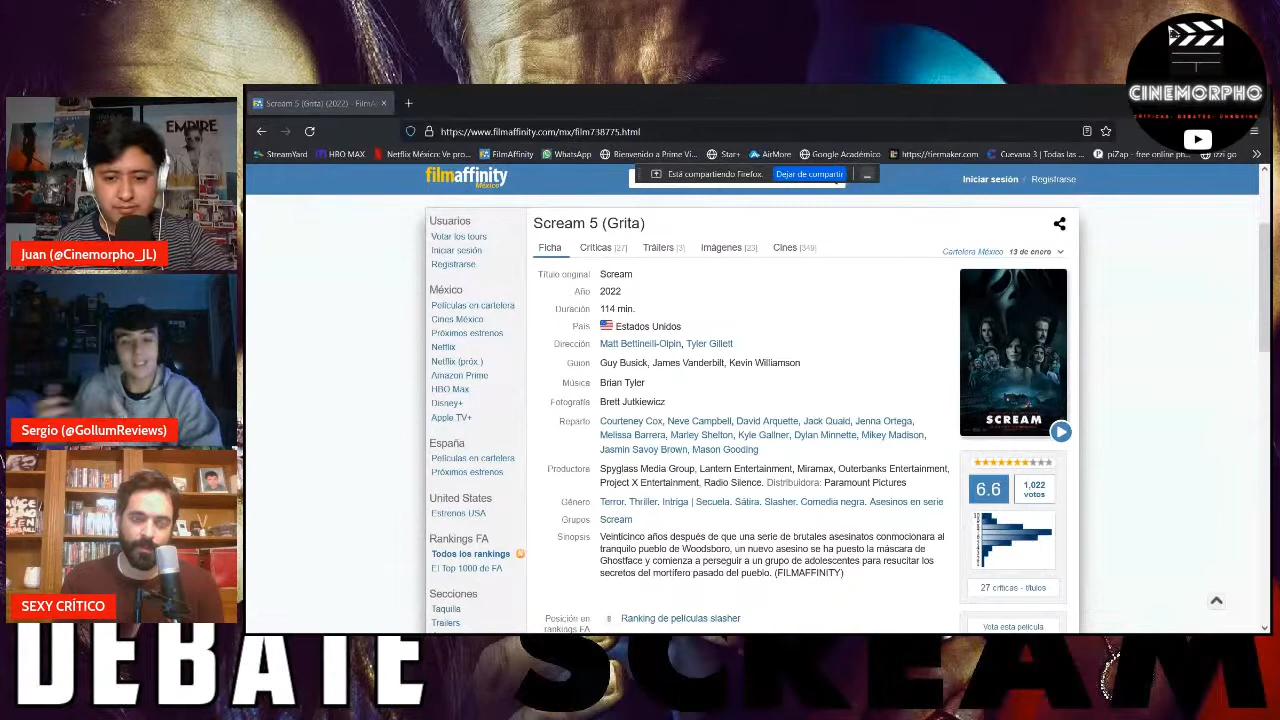 CINEMORPHO
CRÍTICAS- DEBATES- UNBOXING
EMPIRE
Juan (@Cinemorpho_JL)
Sergio (@GollumReviews)
SEXY CRÍTICO
Scream 5 (Grita) (2022) - FilmAf
https://www.filmaffinity.com/mx/film738775.html
StreamYard HBO MAX Netflix México: Ve pro... FilmAffinity WhatsApp Bienvenido a Prime Vi... Star+ AirMore Google Académico https://tiermaker.com Cuevana 3 | Todas las ... piZap - free online ph... izzi go
filmaffinity
México
Está compartiendo Firefox. Dejar de compartir
Iniciar sesión / Registrarse
Usuarios
Votar los tours
Iniciar sesión
Registrarse
México
Películas en cartelera
Cines México
Próximos estrenos
Netflix
Netflix (próx.)
Amazon Prime
HBO Max
Disney+
Apple TV+
España
Películas en cartelera
Próximos estrenos
United States
Estrenos USA
Rankings FA
Todos los rankings
El Top 1000 de FA
Secciones
Taquilla
Trailers
Scream 5 (Grita)
Ficha Críticas [27] Tráilers [3] Imágenes [23] Cines [349]
Cartelera México 13 de enero
Título original Scream
Año 2022
Duración 114 min.
País Estados Unidos
Dirección Matt Bettinelli-Olpin, Tyler Gillett
Guion Guy Busick, James Vanderbilt, Kevin Williamson
Música Brian Tyler
Fotografía Brett Jutkiewicz
Reparto Courteney Cox, Neve Campbell, David Arquette, Jack Quaid, Jenna Ortega,
Melissa Barrera, Marley Shelton, Kyle Gallner, Dylan Minnette, Mikey Madison,
Jasmin Savoy Brown, Mason Gooding
Productora Spyglass Media Group, Lantern Entertainment, Miramax, Outerbanks Entertainment,
Project X Entertainment, Radio Silence. Distribuidora: Paramount Pictures
Género Terror. Thriller. Intriga | Secuela. Sátira. Slasher. Comedia negra. Asesinos en serie
Grupos Scream
Sinopsis Veinticinco años después de que una serie de brutales asesinatos conmocionara al
tranquilo pueblo de Woodsboro, un nuevo asesino se ha puesto la máscara de
Ghostface y comienza a perseguir a un grupo de adolescentes para resucitar los
secretos del mortífero pasado del pueblo. (FILMAFFINITY)
Posición en
rankings FA
8 Ranking de películas slasher
SCREAM
6.6
1,022
votos
27 críticas - títulos
Vota esta película
DEBATE SCREAM